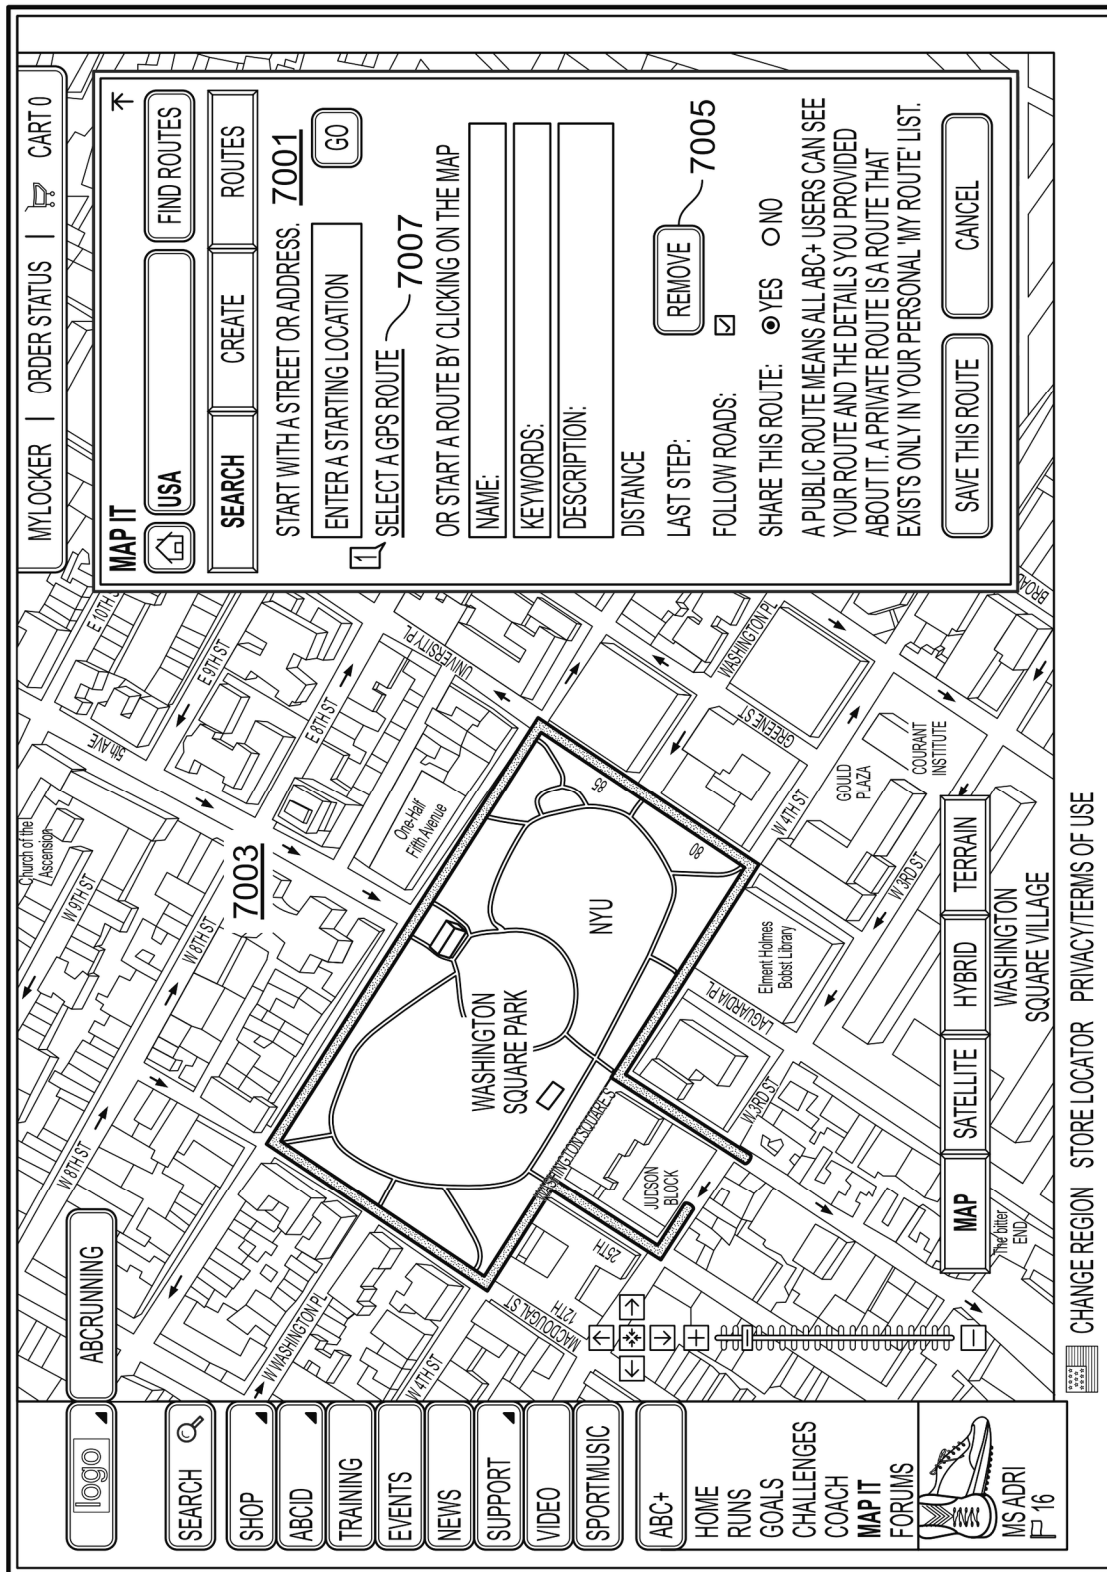 logo
ABCRUNNING
MYLOCKER | ORDER STATUS | CART 0
SEARCH
SHOP
ABCID
TRAINING
EVENTS
NEWS
SUPPORT
VIDEO
SPORTMUSIC
ABC+
HOME
RUNS
GOALS
CHALLENGES
COACH
MAP IT
FORUMS
MS ADRI
16
MAP IT
USA
FIND ROUTES
SEARCH
CREATE
ROUTES
START WITH A STREET OR ADDRESS.
7001
ENTER A STARTING LOCATION
GO
1
SELECT A GPS ROUTE
7007
OR START A ROUTE BY CLICKING ON THE MAP
NAME:
KEYWORDS:
DESCRIPTION:
DISTANCE
LAST STEP:
REMOVE
7005
FOLLOW ROADS:
SHARE THIS ROUTE: YES NO
A PUBLIC ROUTE MEANS ALL ABC+ USERS CAN SEE
YOUR ROUTE AND THE DETAILS YOU PROVIDED
ABOUT IT. A PRIVATE ROUTE IS A ROUTE THAT
EXISTS ONLY IN YOUR PERSONAL 'MY ROUTE' LIST.
SAVE THIS ROUTE
CANCEL
Church of the
Ascension
5th AVE
E 10TH S
W 9TH ST
E 9TH ST
W 8TH ST
W 8TH ST
E 8TH ST
7003
UNIVERSITY PL
One-Half
Fifth Avenue
W WASHINGTON PL
W 4TH ST
WASHINGTON
SQUARE PARK
NYU
85
80
WASHINGTON PL
GREENE ST
W 4TH ST
GOULD
PLAZA
COURANT
INSTITUTE
BROAD
MACDOUGAL ST
12TH
25TH
WASHINGTON SQUARE S
JUDSON
BLOCK
LAGUARDIA PL
Elment Holmes
Bobst Library
W 3RD ST
W 3RD ST
The bitter
END
MAP
SATELLITE
HYBRID
TERRAIN
WASHINGTON
SQUARE VILLAGE
CHANGE REGION STORE LOCATOR PRIVACY/TERMS OF USE